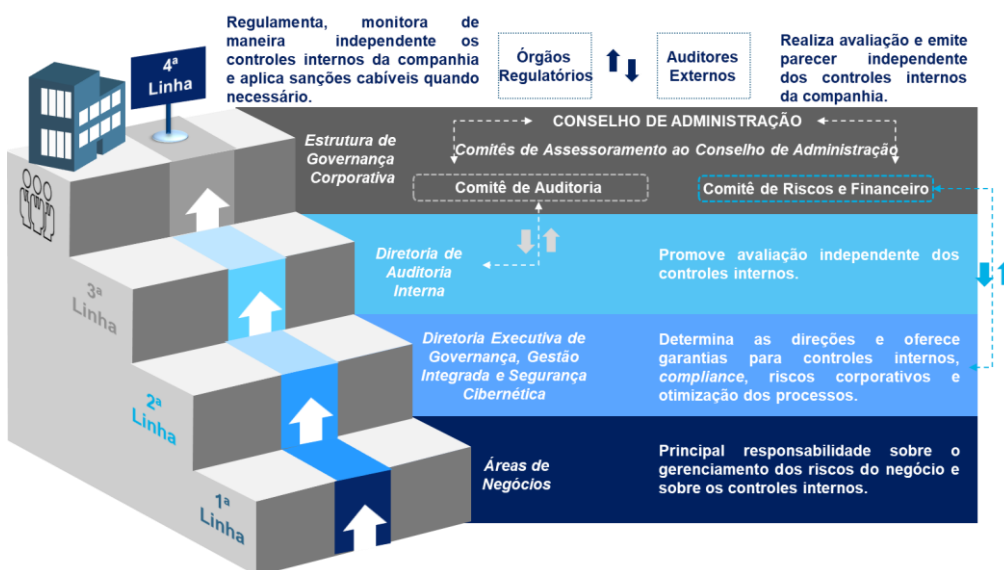 Regulamenta, monitora de
maneira independente os
controles internos da companhia
e aplica sanções cabíveis quando
necessário.
Órgãos
Regulatórios
Auditores
Externos
Realiza avaliação e emite
parecer independente
dos controles internos
da companhia.
4ª
Linha
Estrutura de
Governança
Corporativa
CONSELHO DE ADMINISTRAÇÃO
Comitês de Assessoramento ao Conselho de Administração
Comitê de Auditoria
Comitê de Riscos e Financeiro
3ª
Linha
Diretoria de
Auditoria
Interna
Promove avaliação independente dos
controles internos.
2ª
Linha
Diretoria Executiva de
Governança, Gestão
Integrada e Segurança
Cibernética
Determina as direções e oferece
garantias para controles internos,
compliance, riscos corporativos e
otimização dos processos.
1ª
Linha
Áreas de
Negócios
Principal responsabilidade sobre o
gerenciamento dos riscos do negócio e
sobre os controles internos.